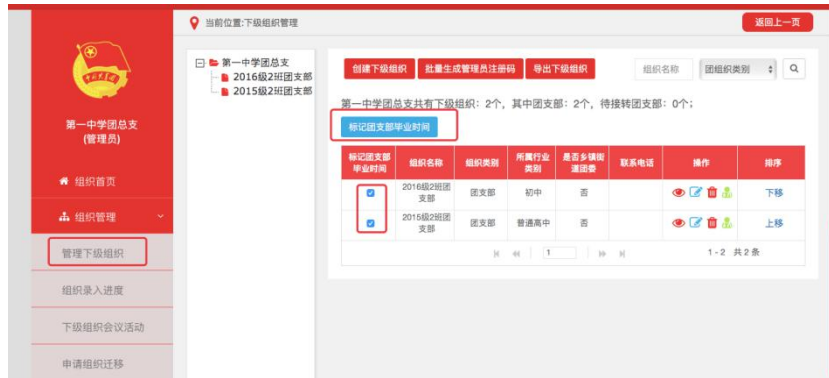 当前位置:下级组织管理
返回上一页
第一中学团总支
(管理员)
组织首页
组织管理
管理下级组织
组织录入进度
下级组织会议活动
申请组织迁移
第一中学团总支
2016级2班团支部
2015级2班团支部
创建下级组织 批量生成管理员注册码 导出下级组织 组织名称 团组织类别
第一中学团总支共有下级组织：2个，其中团支部：2个，待接转团支部：0个；
标记团支部毕业时间
标记团支部毕业时间 组织名称 组织类别 所属行业类别 是否乡镇街道团委 联系电话 操作 排序
2016级2班团支部 团支部 初中 否 下移
2015级2班团支部 团支部 普通高中 否 上移
1 1-2 共2条